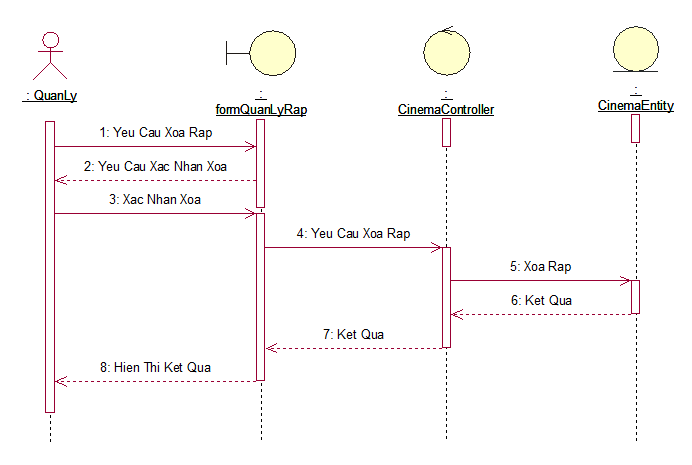 : QuanLy
:
formQuanLyRap
:
CinemaController
:
CinemaEntity
1: Yeu Cau Xoa Rap
2: Yeu Cau Xac Nhan Xoa
3: Xac Nhan Xoa
4: Yeu Cau Xoa Rap
5: Xoa Rap
6: Ket Qua
7: Ket Qua
8: Hien Thi Ket Qua